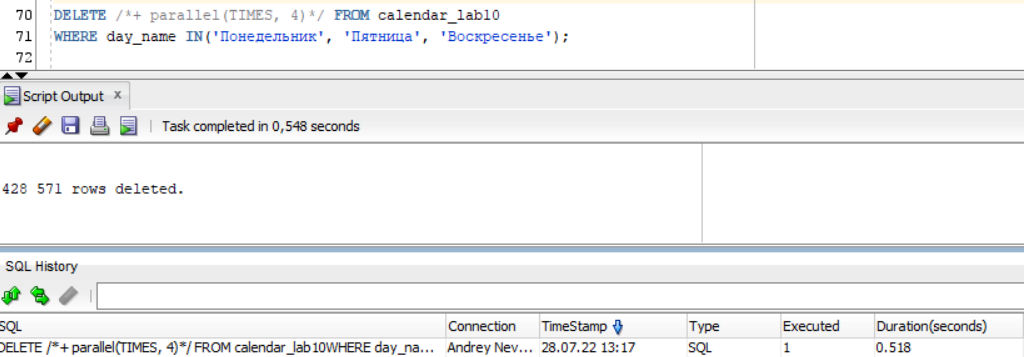 70 DELETE /*+ parallel(TIMES, 4)*/ FROM calendar_lab10
71 WHERE day_name IN('Понедельник', 'Пятница', 'Воскресенье');
72
Script Output x
Task completed in 0,548 seconds
428 571 rows deleted.
SQL History
SQL Connection TimeStamp Type Executed Duration(seconds)
DELETE /*+ parallel(TIMES, 4)*/ FROM calendar_lab10WHERE day_na... Andrey Nev... 28.07.22 13:17 SQL 1 0.518